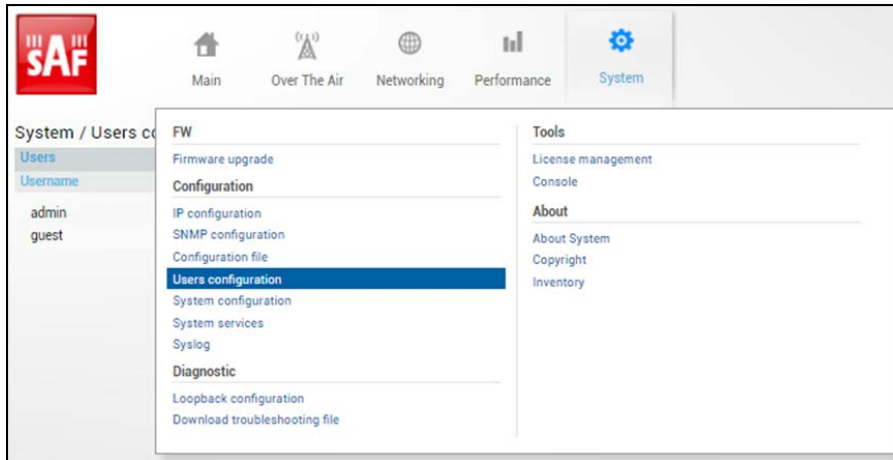 SAF
Main
Over The Air
Networking
Performance
System
System / Users co
Users
Username
admin
guest
FW
Firmware upgrade
Configuration
IP configuration
SNMP configuration
Configuration file
Users configuration
System configuration
System services
Syslog
Diagnostic
Loopback configuration
Download troubleshooting file
Tools
License management
Console
About
About System
Copyright
Inventory